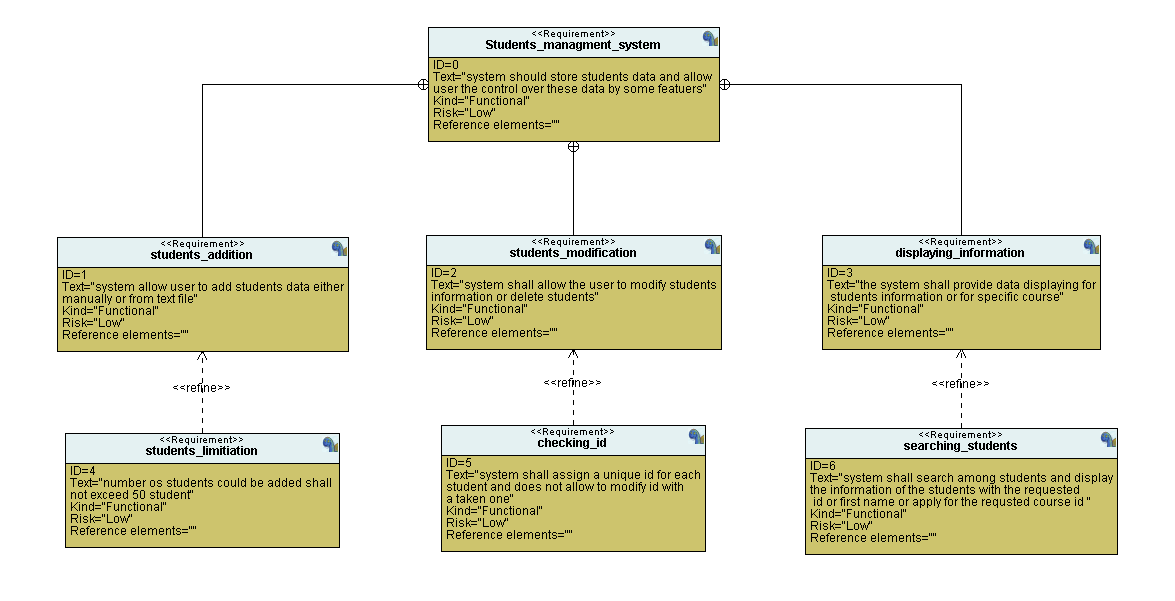 <<Requirement>>
Students_managment_system
ID=0
Text="system should store students data and allow
user the control over these data by some featuers"
Kind="Functional"
Risk="Low"
Reference elements=""
<<Requirement>>
students_addition
ID=1
Text="system allow user to add students data either
manually or from text file"
Kind="Functional"
Risk="Low"
Reference elements=""
<<Requirement>>
students_modification
ID=2
Text="system shall allow the user to modify students
information or delete students"
Kind="Functional"
Risk="Low"
Reference elements=""
<<Requirement>>
displaying_information
ID=3
Text="the system shall provide data displaying for
students information or for specific course"
Kind="Functional"
Risk="Low"
Reference elements=""
<<refine>>
<<refine>>
<<refine>>
<<Requirement>>
students_limitiation
ID=4
Text="number os students could be added shall
not exceed 50 student"
Kind="Functional"
Risk="Low"
Reference elements=""
<<Requirement>>
checking_id
ID=5
Text="system shall assign a unique id for each
student and does not allow to modify id with
a taken one"
Kind="Functional"
Risk="Low"
Reference elements=""
<<Requirement>>
searching_students
ID=6
Text="system shall search among students and display
the information of the students with the requested
id or first name or apply for the requsted course id "
Kind="Functional"
Risk="Low"
Reference elements=""